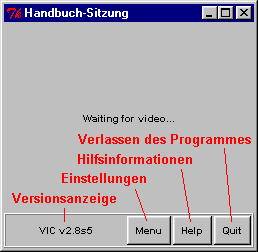 Handbuch-Sitzung
Waiting for video...
Verlassen des Programmes
Hilfsinformationen
Einstellungen
Versionsanzeige
VIC v2.8s5 Menu Help Quit